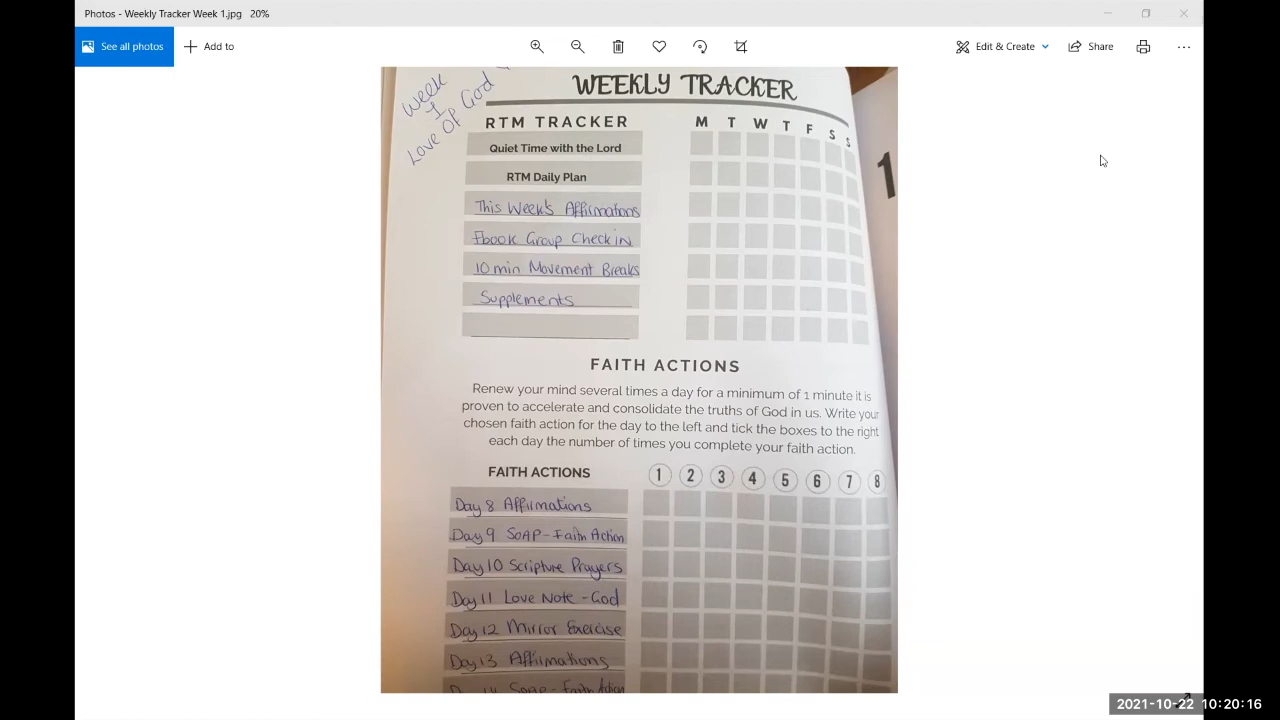 Photos - Weekly Tracker Week 1.jpg 20%
See all photos
Add to
Edit & Create
Share
Week
1
Love Of God
WEEKLY TRACKER
RTM TRACKER
M T W T F S S
Quiet Time with the Lord
RTM Daily Plan
This Week's Affirmations
Fbook Group Check in
10 min Movement Breaks
Supplements
1
FAITH ACTIONS
Renew your mind several times a day for a minimum of 1 minute it is
proven to accelerate and consolidate the truths of God in us. Write your
chosen faith action for the day to the left and tick the boxes to the right
each day the number of times you complete your faith action.
FAITH ACTIONS
1 2 3 4 5 6 7 8
Day 8 Affirmations
Day 9 SOAP - Faith Action
Day 10 Scripture Prayers
Day 11 Love Note - God
Day 12 Mirror Exercise
Day 13 Affirmations
Day 14 SOAP - Faith Action
2021-10-22 10:20:16